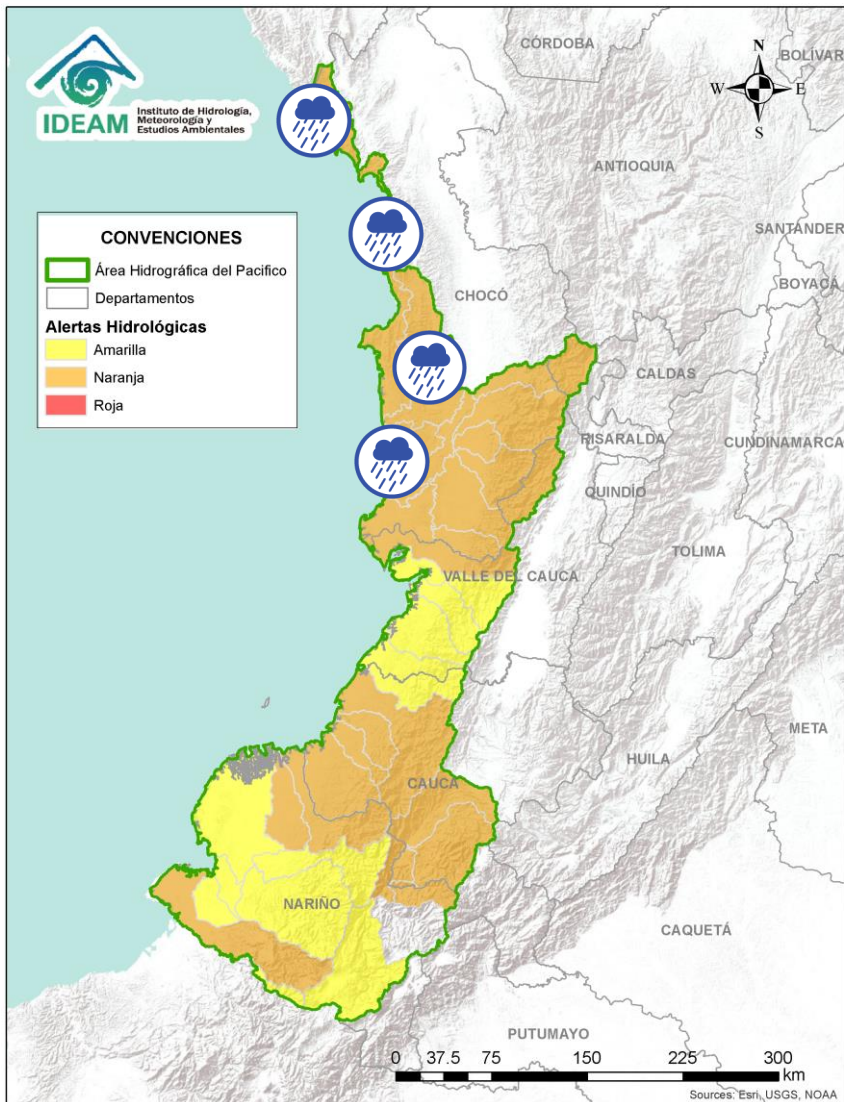 IDEAM
Instituto de Hidrología,
Meteorología y
Estudios Ambientales
CÓRDOBA
BOLÍVAR
N
W
E
S
ANTIOQUIA
SANTANDER
BOYACÁ
CONVENCIONES
Área Hidrográfica del Pacifico
Departamentos
Alertas Hidrológicas
Amarilla
Naranja
Roja
CHOCÓ
CALDAS
RISARALDA
CUNDINAMARCA
QUINDÍO
TOLIMA
VALLE DEL CAUCA
META
HUILA
CAUCA
NARIÑO
CAQUETÁ
PUTUMAYO
0 37.5 75 150 225 300
km
Sources: Esri, USGS, NOAA